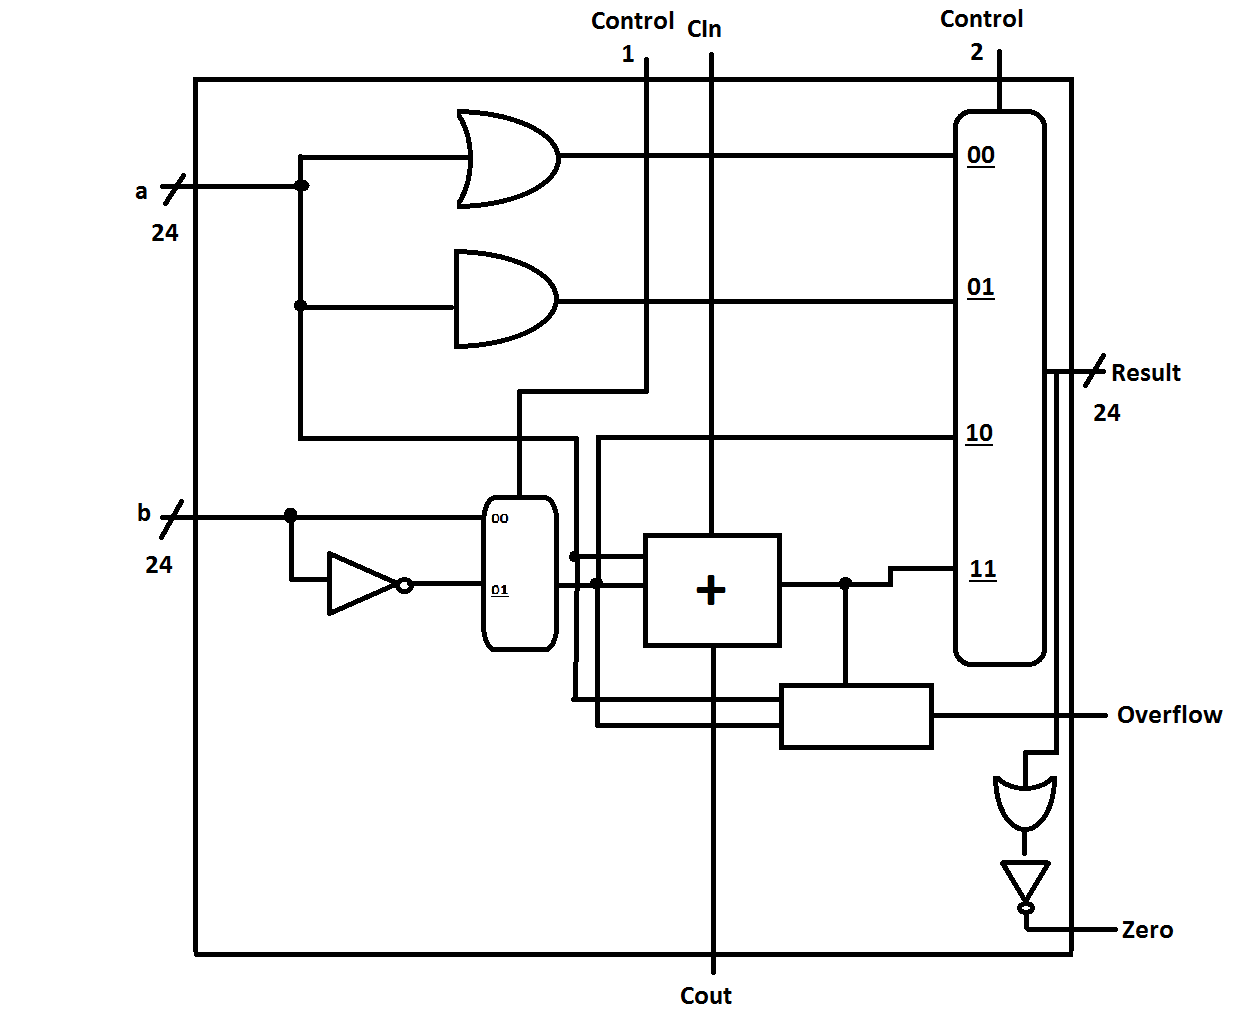 Control
1
CIn
Control
2
00
a
24
01
Result
24
10
b
24
00
01
+
11
Overflow
Zero
Cout